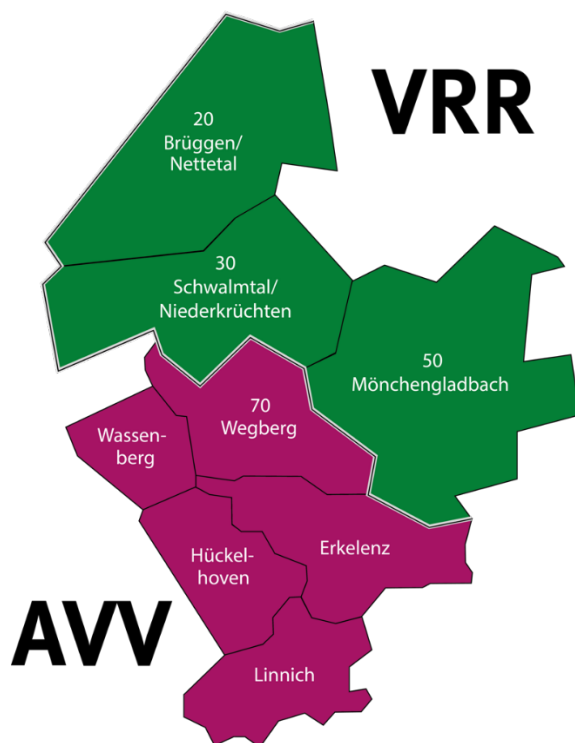 VRR
20
Brüggen/
Nettetal
30
Schwalmtal/
Niederkrüchten
50
Mönchengladbach
70
Wegberg
Wassen-
berg
Hückel-
hoven
Erkelenz
AVV
Linnich